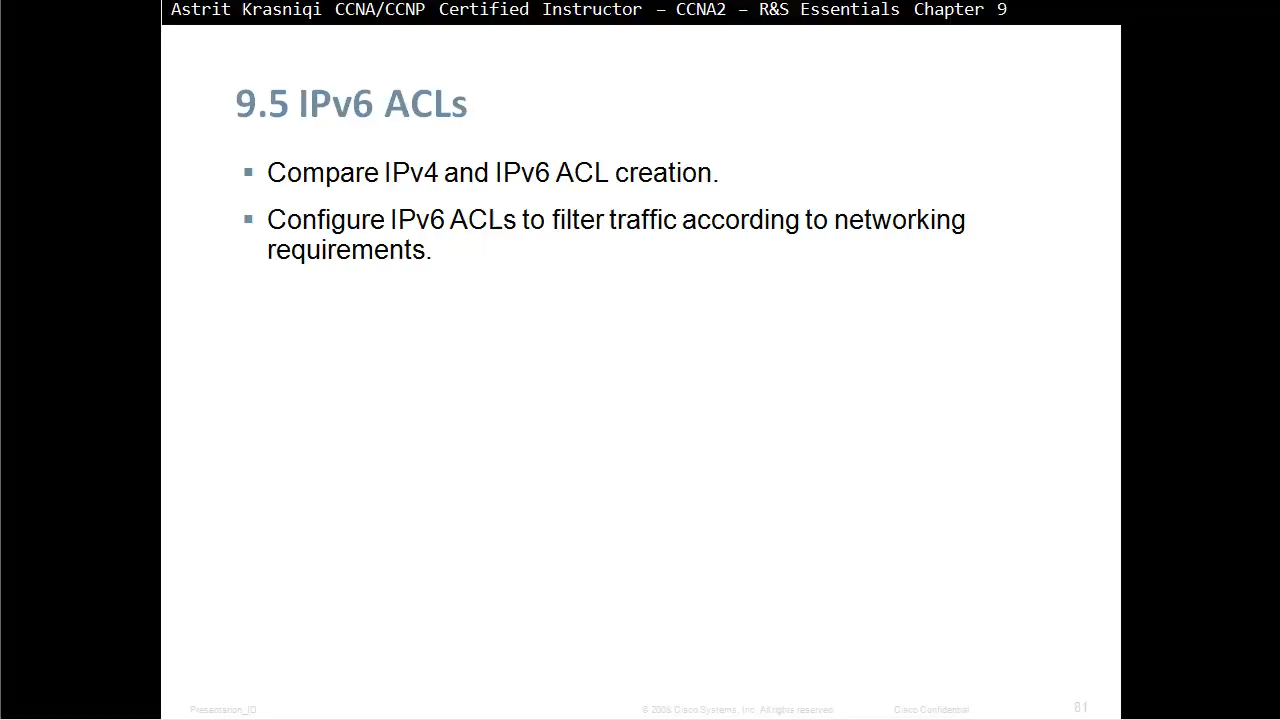 Astrit Krasniqi CCNA/CCNP Certified Instructor – CCNA2 – R&S Essentials Chapter 9
9.5 IPv6 ACLs
Compare IPv4 and IPv6 ACL creation.
Configure IPv6 ACLs to filter traffic according to networking
requirements.
Presentation_ID
© 2008 Cisco Systems, Inc. All rights reserved.
Cisco Confidential
81